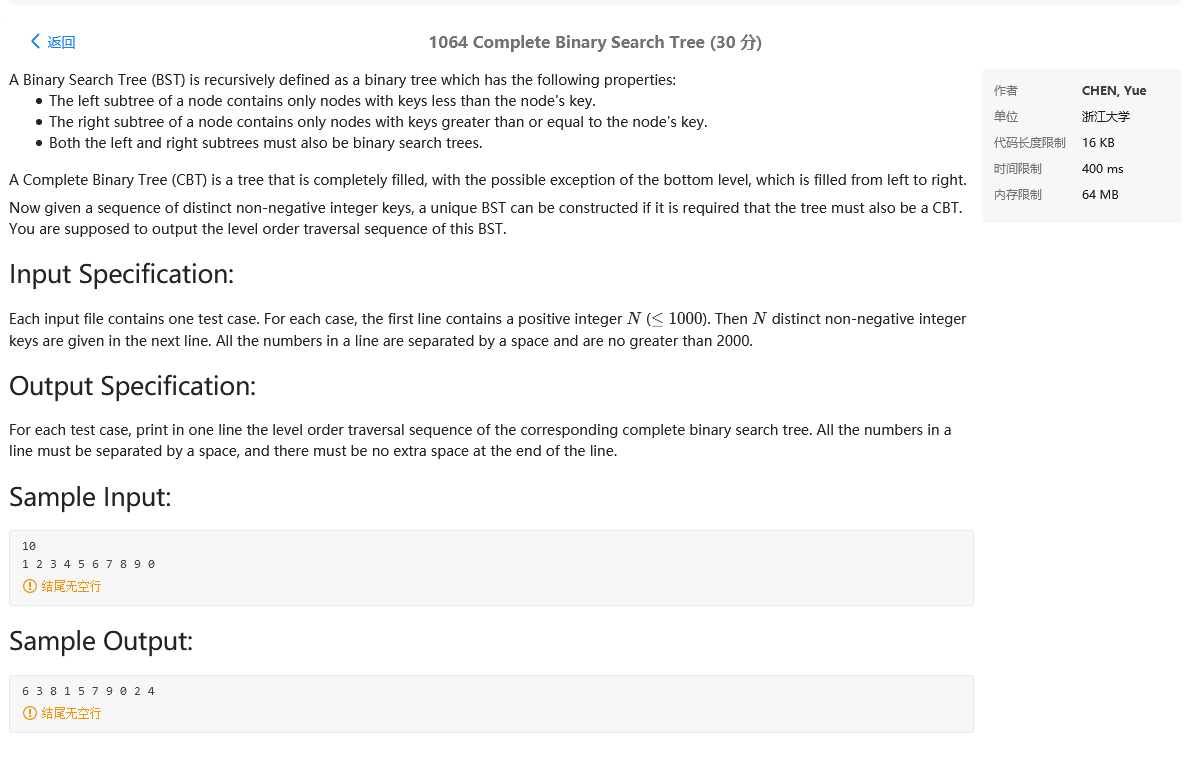 返回
1064 Complete Binary Search Tree (30 分)
A Binary Search Tree (BST) is recursively defined as a binary tree which has the following properties:
● The left subtree of a node contains only nodes with keys less than the node's key.
● The right subtree of a node contains only nodes with keys greater than or equal to the node's key.
● Both the left and right subtrees must also be binary search trees.
A Complete Binary Tree (CBT) is a tree that is completely filled, with the possible exception of the bottom level, which is filled from left to right.
Now given a sequence of distinct non-negative integer keys, a unique BST can be constructed if it is required that the tree must also be a CBT.
You are supposed to output the level order traversal sequence of this BST.
作者 CHEN, Yue
单位 浙江大学
代码长度限制 16 KB
时间限制 400 ms
内存限制 64 MB
Input Specification:
Each input file contains one test case. For each case, the first line contains a positive integer N (≤ 1000). Then N distinct non-negative integer
keys are given in the next line. All the numbers in a line are separated by a space and are no greater than 2000.
Output Specification:
For each test case, print in one line the level order traversal sequence of the corresponding complete binary search tree. All the numbers in a
line must be separated by a space, and there must be no extra space at the end of the line.
Sample Input:
10
1 2 3 4 5 6 7 8 9 0
结尾无空行
Sample Output:
6 3 8 1 5 7 9 0 2 4
结尾无空行